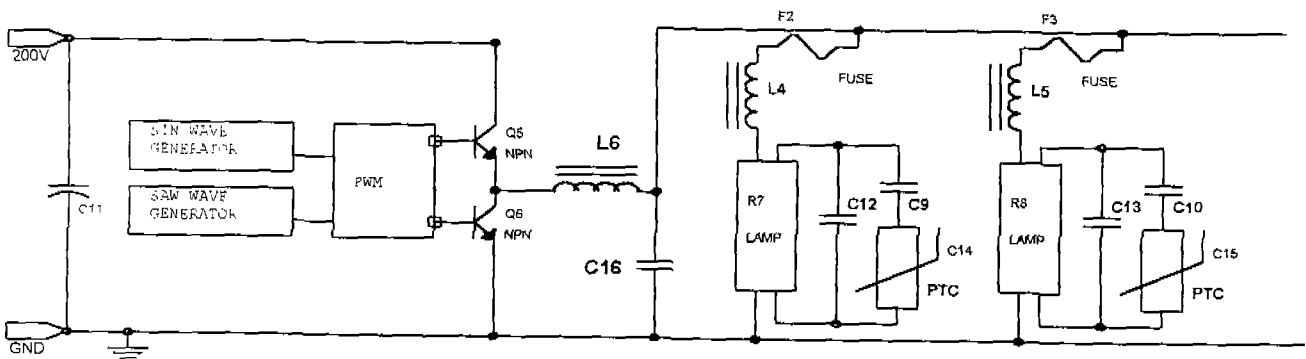 200V
GND
C11
SIN WAVE
GENERATOR
SAW WAVE
GENERATOR
PWM
Q5
NPN
Q6
NPN
L6
C16
F2
FUSE
L4
R7
LAMP
C12
C9
C14
PTC
F3
FUSE
L5
R8
LAMP
C13
C10
C15
PTC